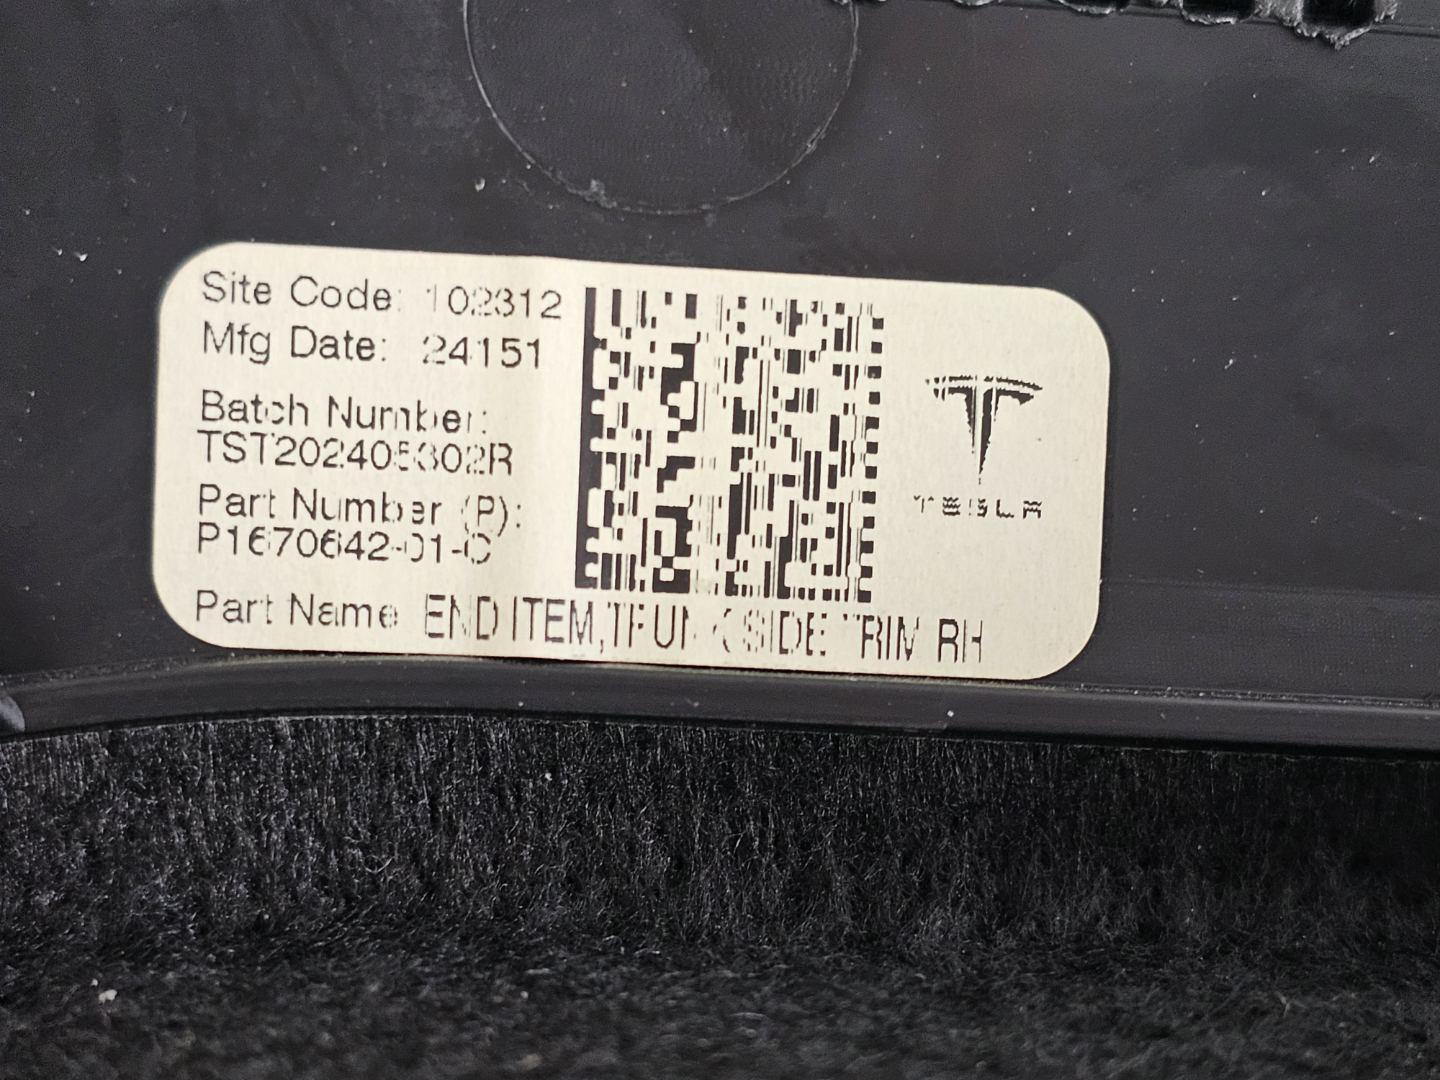 Site Code: 102312
Mfg Date: 24151
Batch Number:
TST202405302R
Part Number (P):
P1670642-01-C
Part Name END ITEM,TRUNK SIDE TRIM RH
TESLA